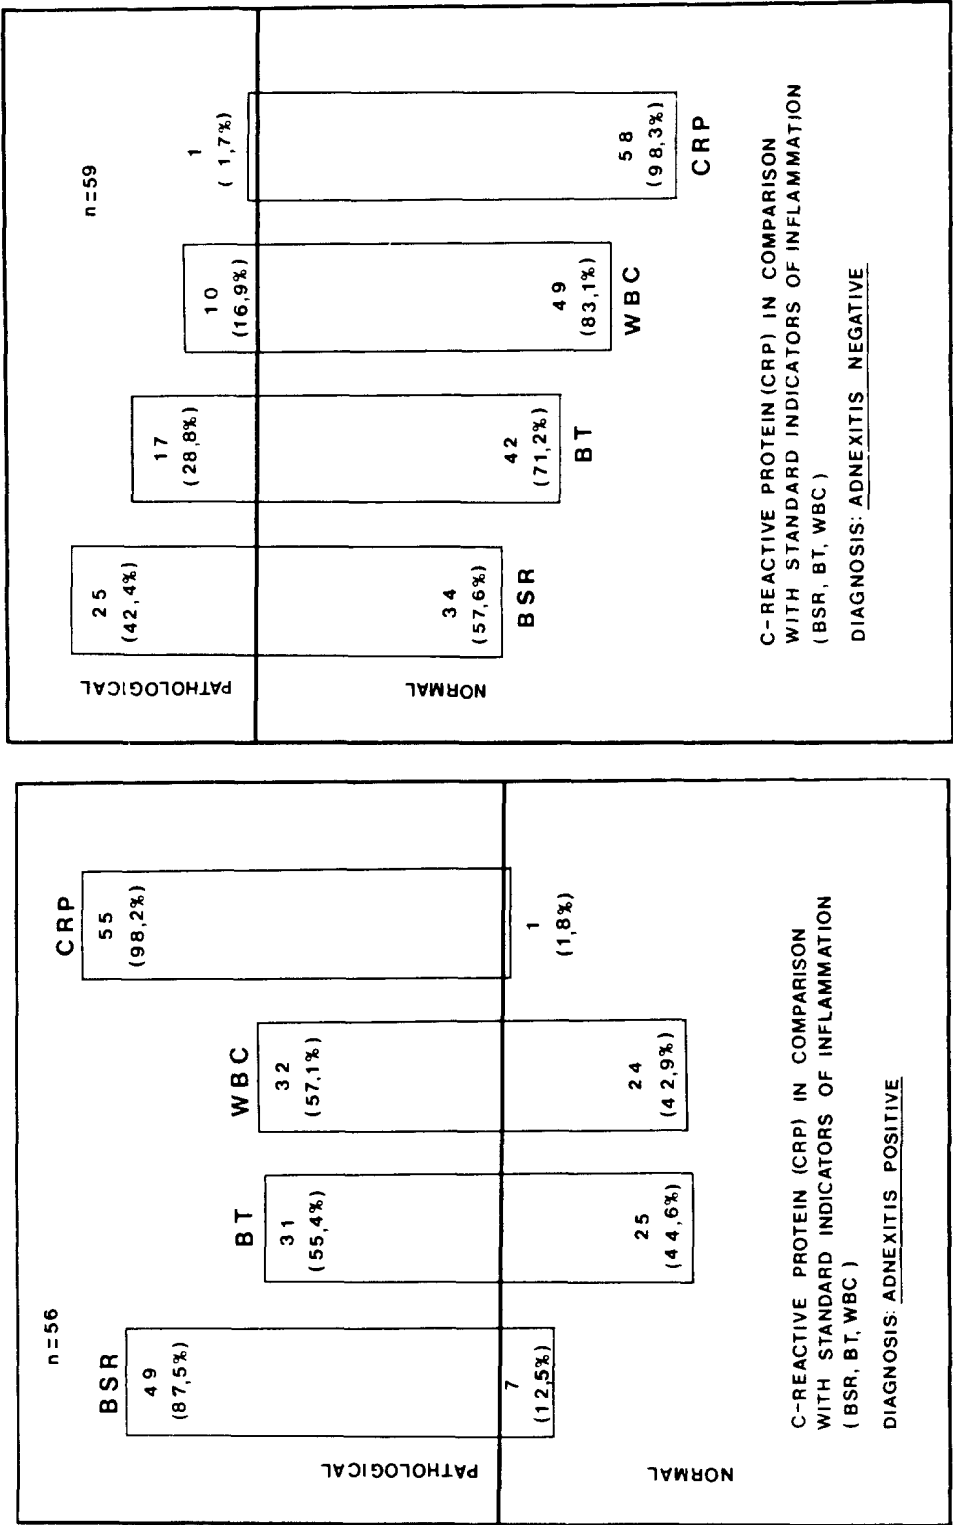 n=56
BSR
49
(87,5%)
7
(12,5%)
BT
31
(55,4%)
25
(44,6%)
WBC
32
(57,1%)
24
(42,9%)
CRP
55
(98,2%)
1
(1,8%)
PATHOLOGICAL
NORMAL
C-REACTIVE PROTEIN (CRP) IN COMPARISON
WITH STANDARD INDICATORS OF INFLAMMATION
(BSR, BT, WBC)
DIAGNOSIS: ADNEXITIS POSITIVE
n=59
25
(42,4%)
34
(57,6%)
BSR
17
(28,8%)
42
(71,2%)
BT
10
(16,9%)
49
(83,1%)
WBC
1
(1,7%)
58
(98,3%)
CRP
PATHOLOGICAL
NORMAL
C-REACTIVE PROTEIN (CRP) IN COMPARISON
WITH STANDARD INDICATORS OF INFLAMMATION
(BSR, BT, WBC)
DIAGNOSIS: ADNEXITIS NEGATIVE